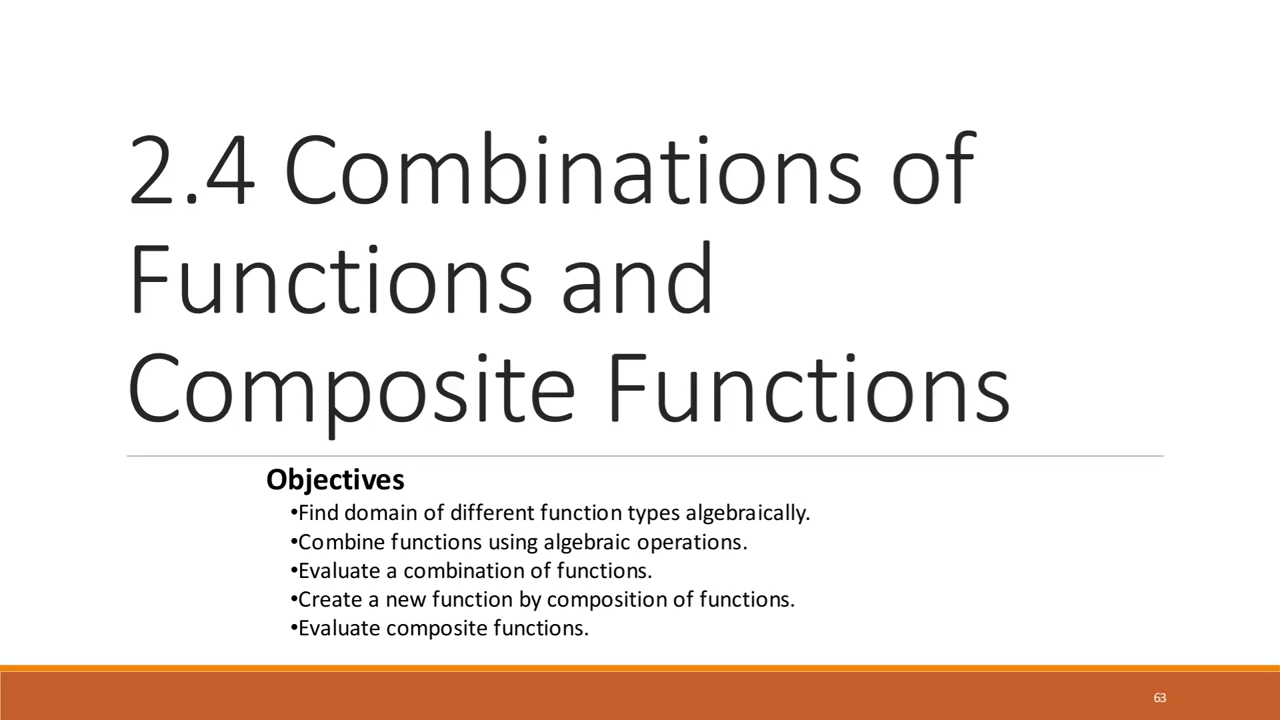 2.4 Combinations of
Functions and
Composite Functions
Objectives
•Find domain of different function types algebraically.
•Combine functions using algebraic operations.
•Evaluate a combination of functions.
•Create a new function by composition of functions.
•Evaluate composite functions.
63